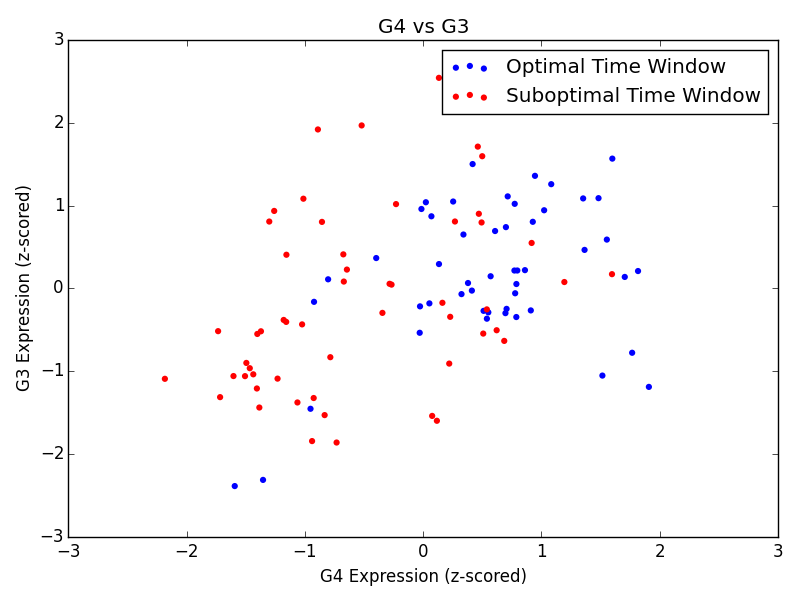 G4 vs G3
Optimal Time Window
Suboptimal Time Window
3
2
1
0
−1
−2
−3
G3 Expression (z-scored)
−3 −2 −1 0 1 2 3
G4 Expression (z-scored)